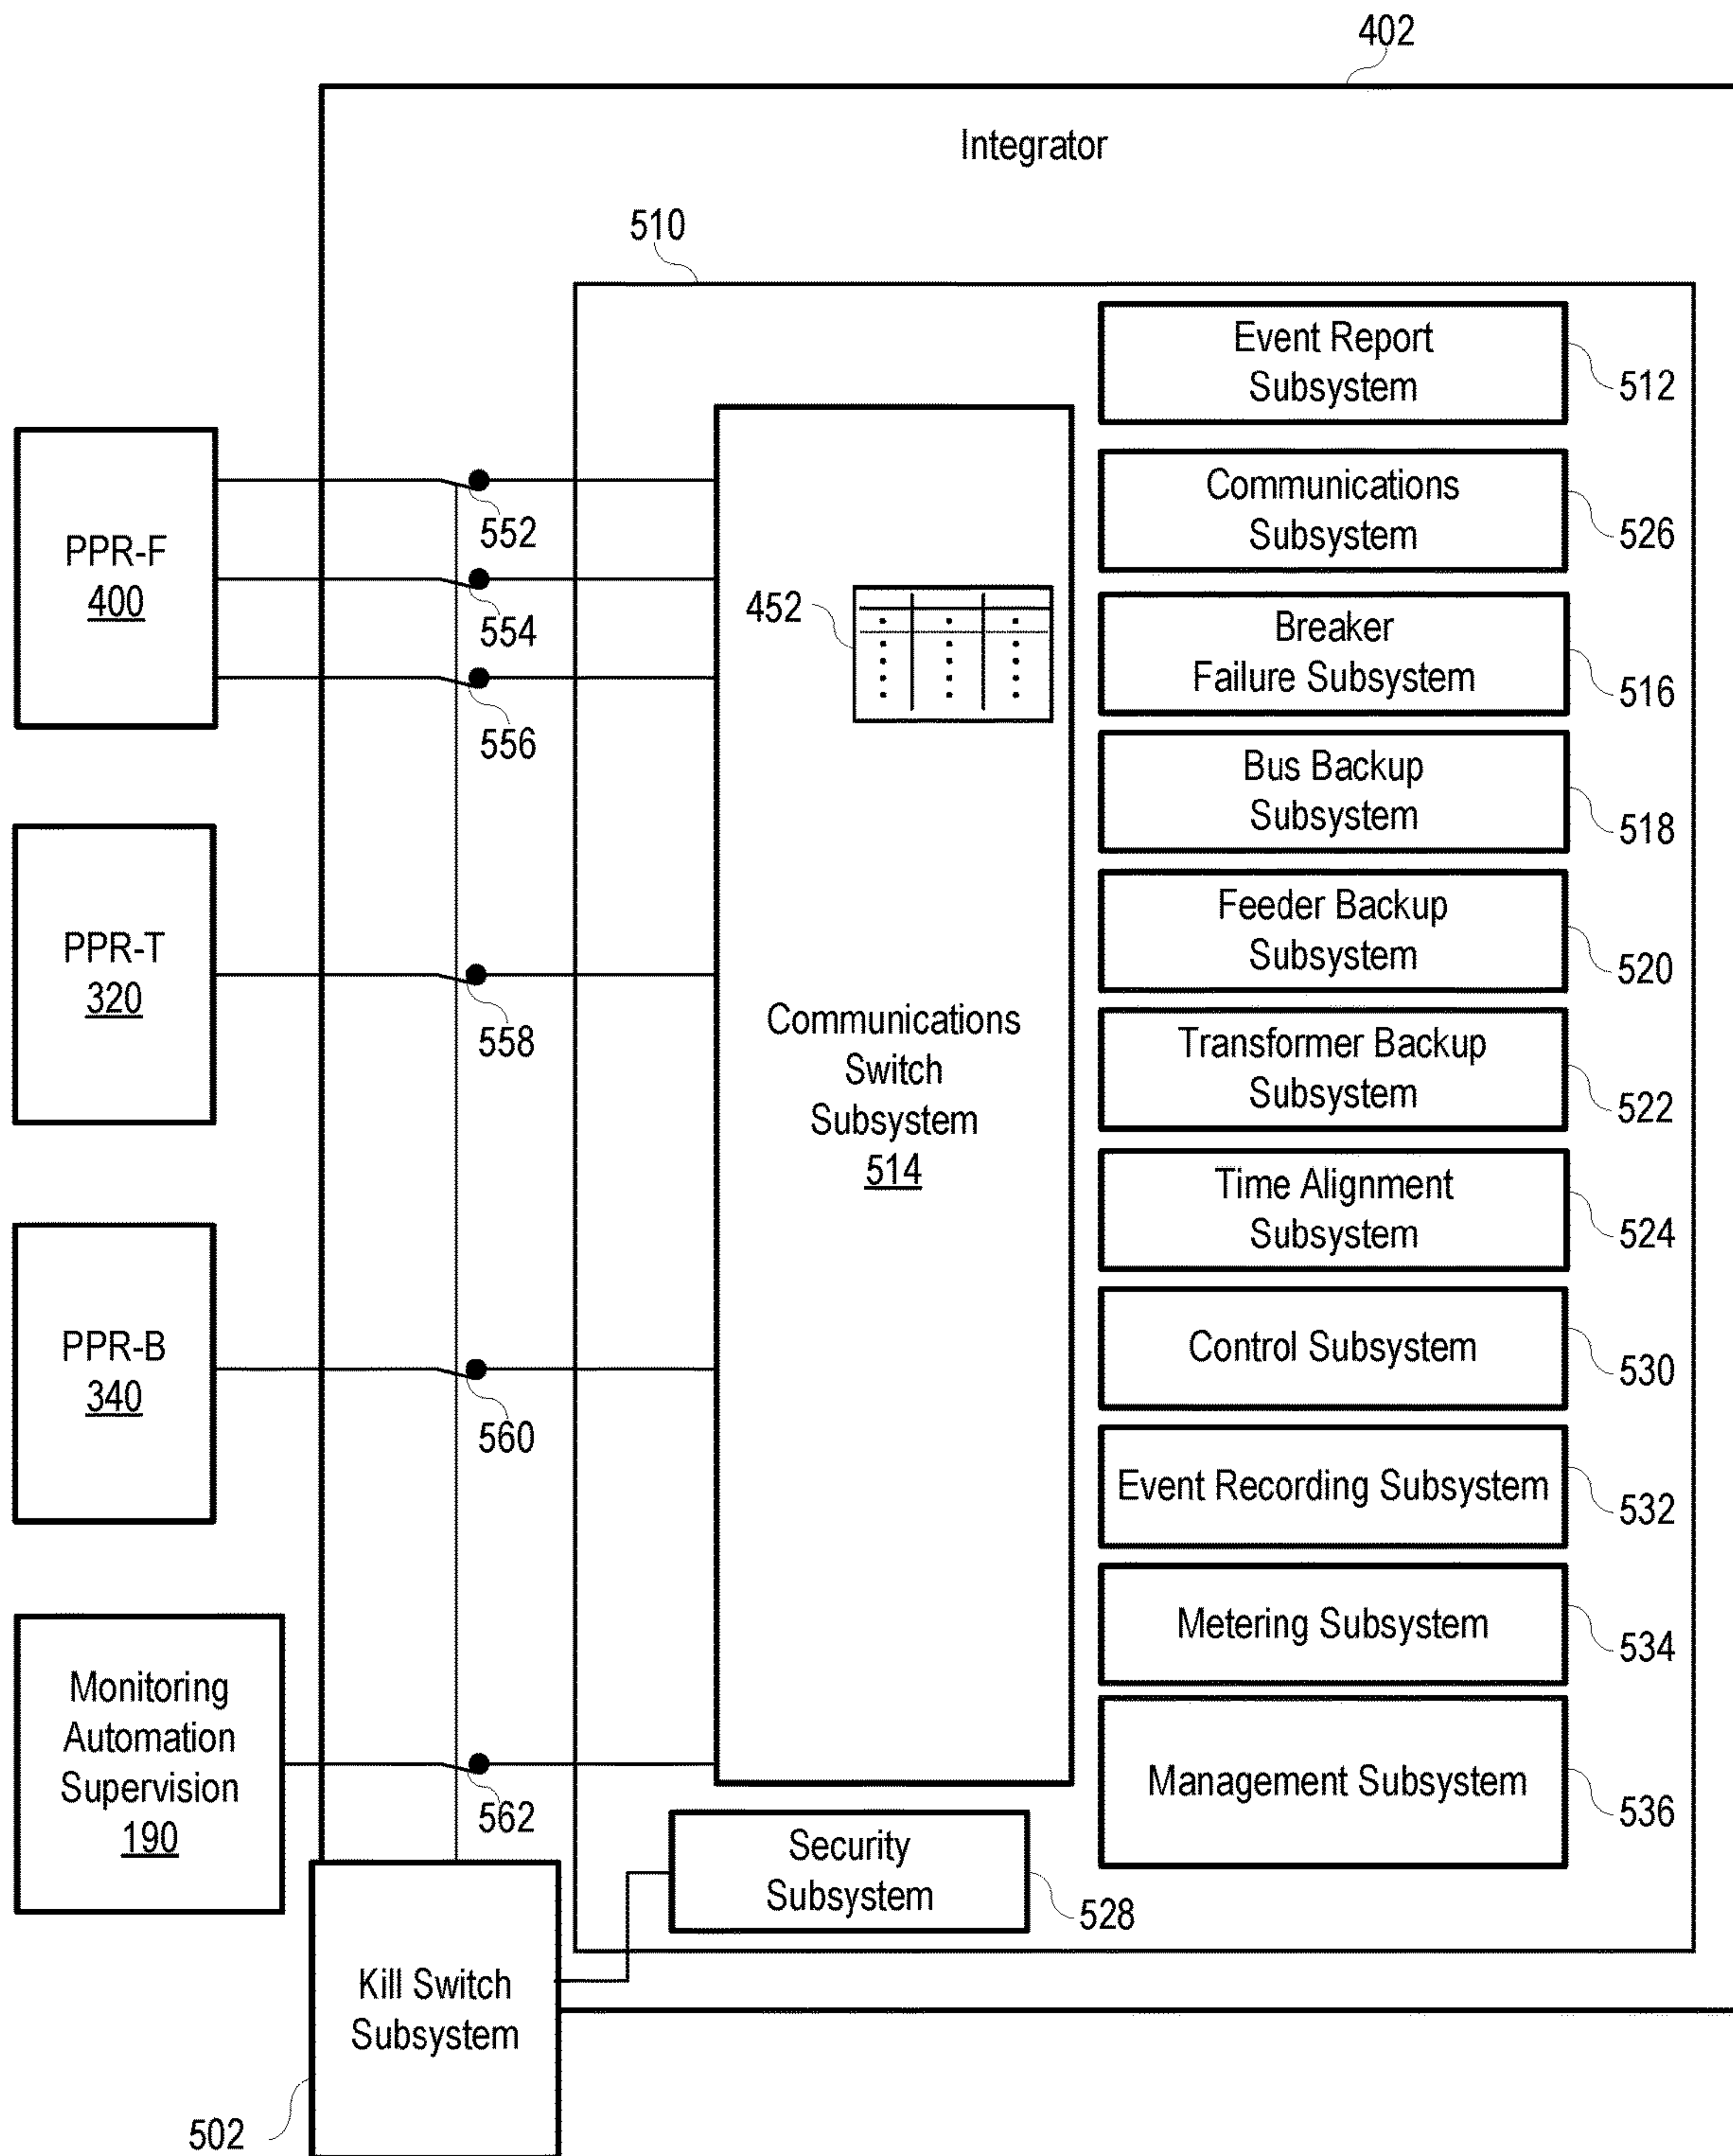 402
Integrator
510
Event Report
Subsystem
512
Communications
Subsystem
526
PPR-F
400
552
554
556
452
Breaker
Failure Subsystem
516
Bus Backup
Subsystem
518
Feeder Backup
Subsystem
520
PPR-T
320
558
Communications
Switch
Subsystem
514
Transformer Backup
Subsystem
522
Time Alignment
Subsystem
524
PPR-B
340
560
Control Subsystem
530
Event Recording Subsystem
532
Metering Subsystem
534
Monitoring
Automation
Supervision
190
562
Management Subsystem
536
Security
Subsystem
528
Kill Switch
Subsystem
502